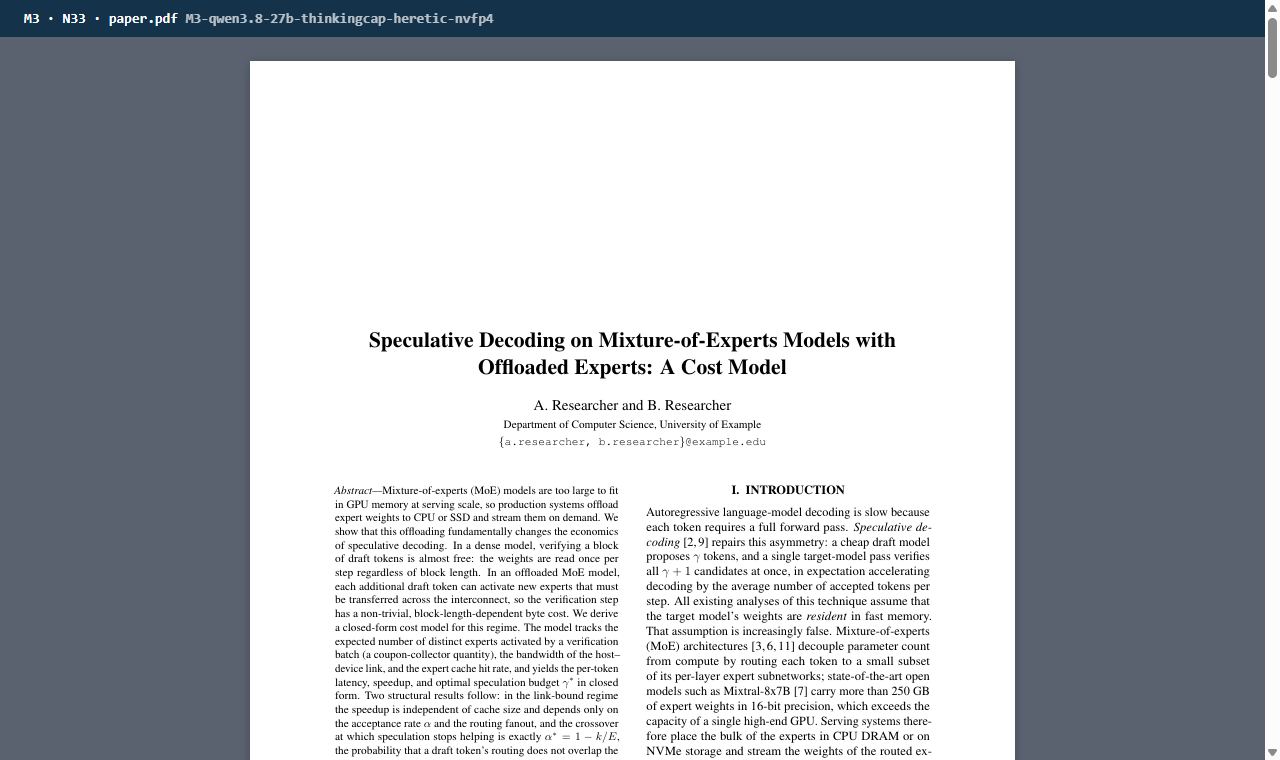 M3 · N33 · paper.pdf M3-qwen3.8-27b-thinkingcap-heretic-nvfp4
Speculative Decoding on Mixture-of-Experts Models with
Offloaded Experts: A Cost Model
A. Researcher and B. Researcher
Department of Computer Science, University of Example
{a.researcher, b.researcher}@example.edu
Abstract—Mixture-of-experts (MoE) models are too large to fit
in GPU memory at serving scale, so production systems offload
expert weights to CPU or SSD and stream them on demand. We
show that this offloading fundamentally changes the economics
of speculative decoding. In a dense model, verifying a block
of draft tokens is almost free: the weights are read once per
step regardless of block length. In an offloaded MoE model,
each additional draft token can activate new experts that must
be transferred across the interconnect, so the verification step
has a non-trivial, block-length-dependent byte cost. We derive
a closed-form cost model for this regime. The model tracks the
expected number of distinct experts activated by a verification
batch (a coupon-collector quantity), the bandwidth of the host–
device link, and the expert cache hit rate, and yields the per-token
latency, speedup, and optimal speculation budget γ* in closed
form. Two structural results follow: in the link-bound regime
the speedup is independent of cache size and depends only on
the acceptance rate α and the routing fanout, and the crossover
at which speculation stops helping is exactly α* = 1 − k/E,
the probability that a draft token's routing does not overlap the
I. INTRODUCTION
Autoregressive language-model decoding is slow because
each token requires a full forward pass. Speculative de-
coding [2,9] repairs this asymmetry: a cheap draft model
proposes γ tokens, and a single target-model pass verifies
all γ + 1 candidates at once, in expectation accelerating
decoding by the average number of accepted tokens per
step. All existing analyses of this technique assume that
the target model's weights are resident in fast memory.
That assumption is increasingly false. Mixture-of-experts
(MoE) architectures [3,6,11] decouple parameter count
from compute by routing each token to a small subset
of its per-layer expert subnetworks; state-of-the-art open
models such as Mixtral-8x7B [7] carry more than 250 GB
of expert weights in 16-bit precision, which exceeds the
capacity of a single high-end GPU. Serving systems there-
fore place the bulk of the experts in CPU DRAM or on
NVMe storage and stream the weights of the routed ex-